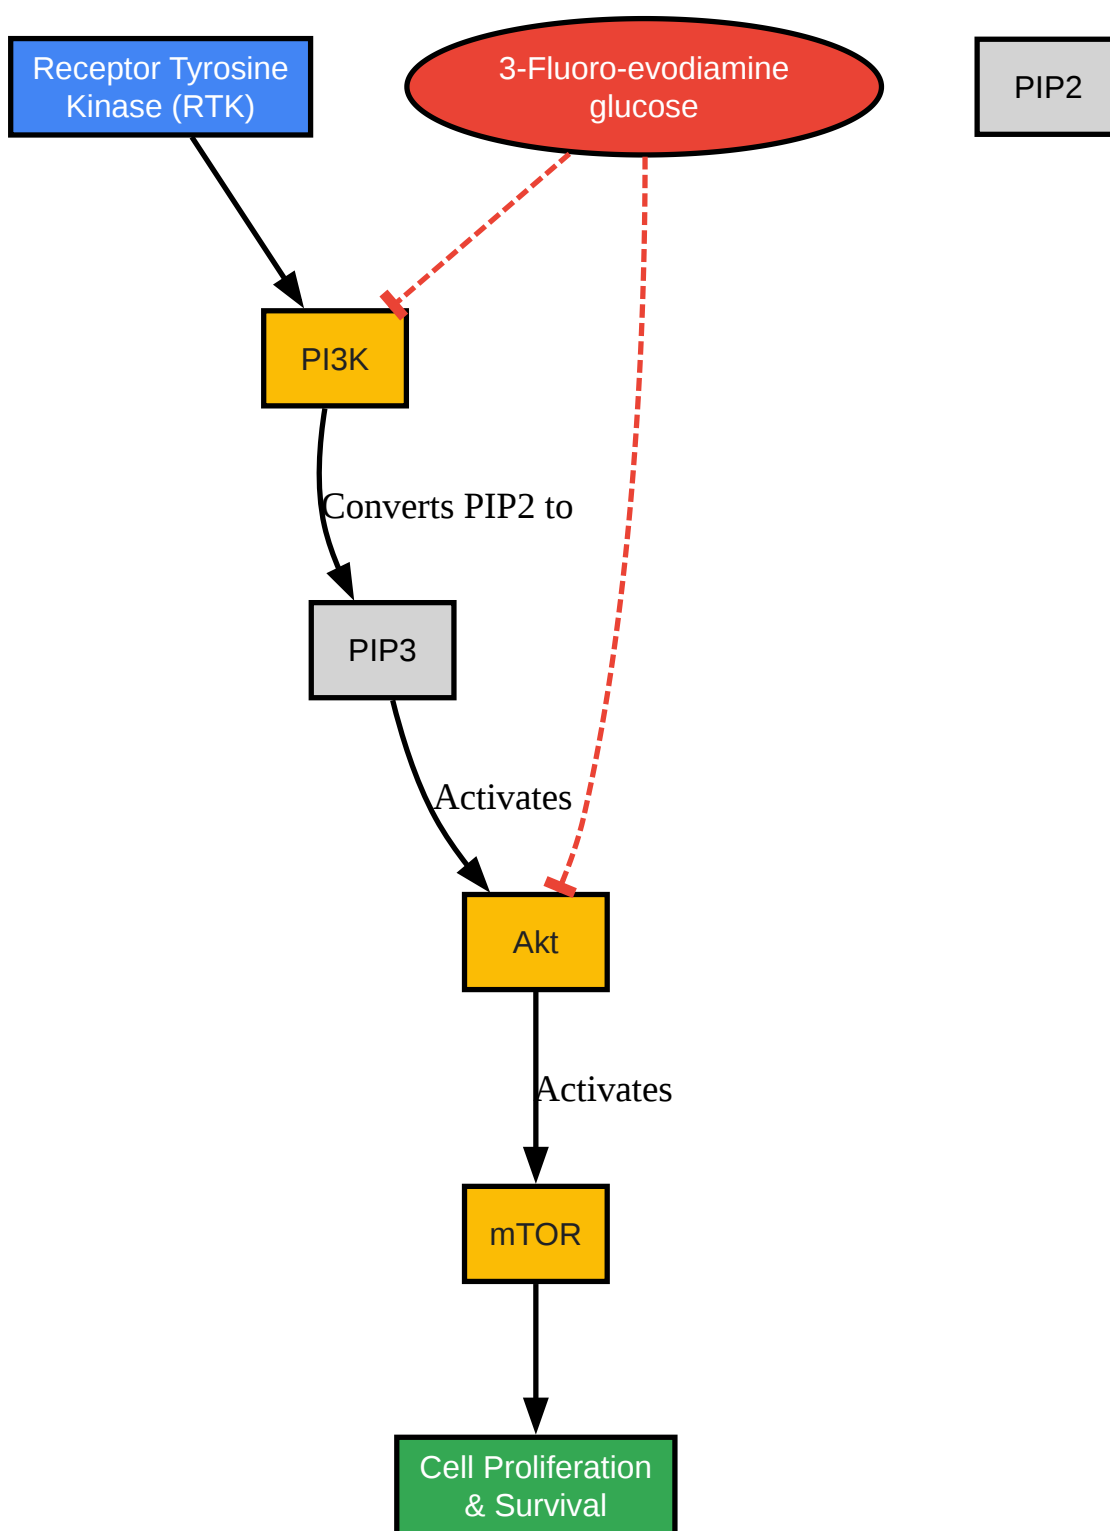 Receptor Tyrosine
Kinase (RTK)
3-Fluoro-evodiamine
glucose
PIP2
PI3K
Converts PIP2 to
PIP3
Activates
Akt
Activates
mTOR
Cell Proliferation
& Survival